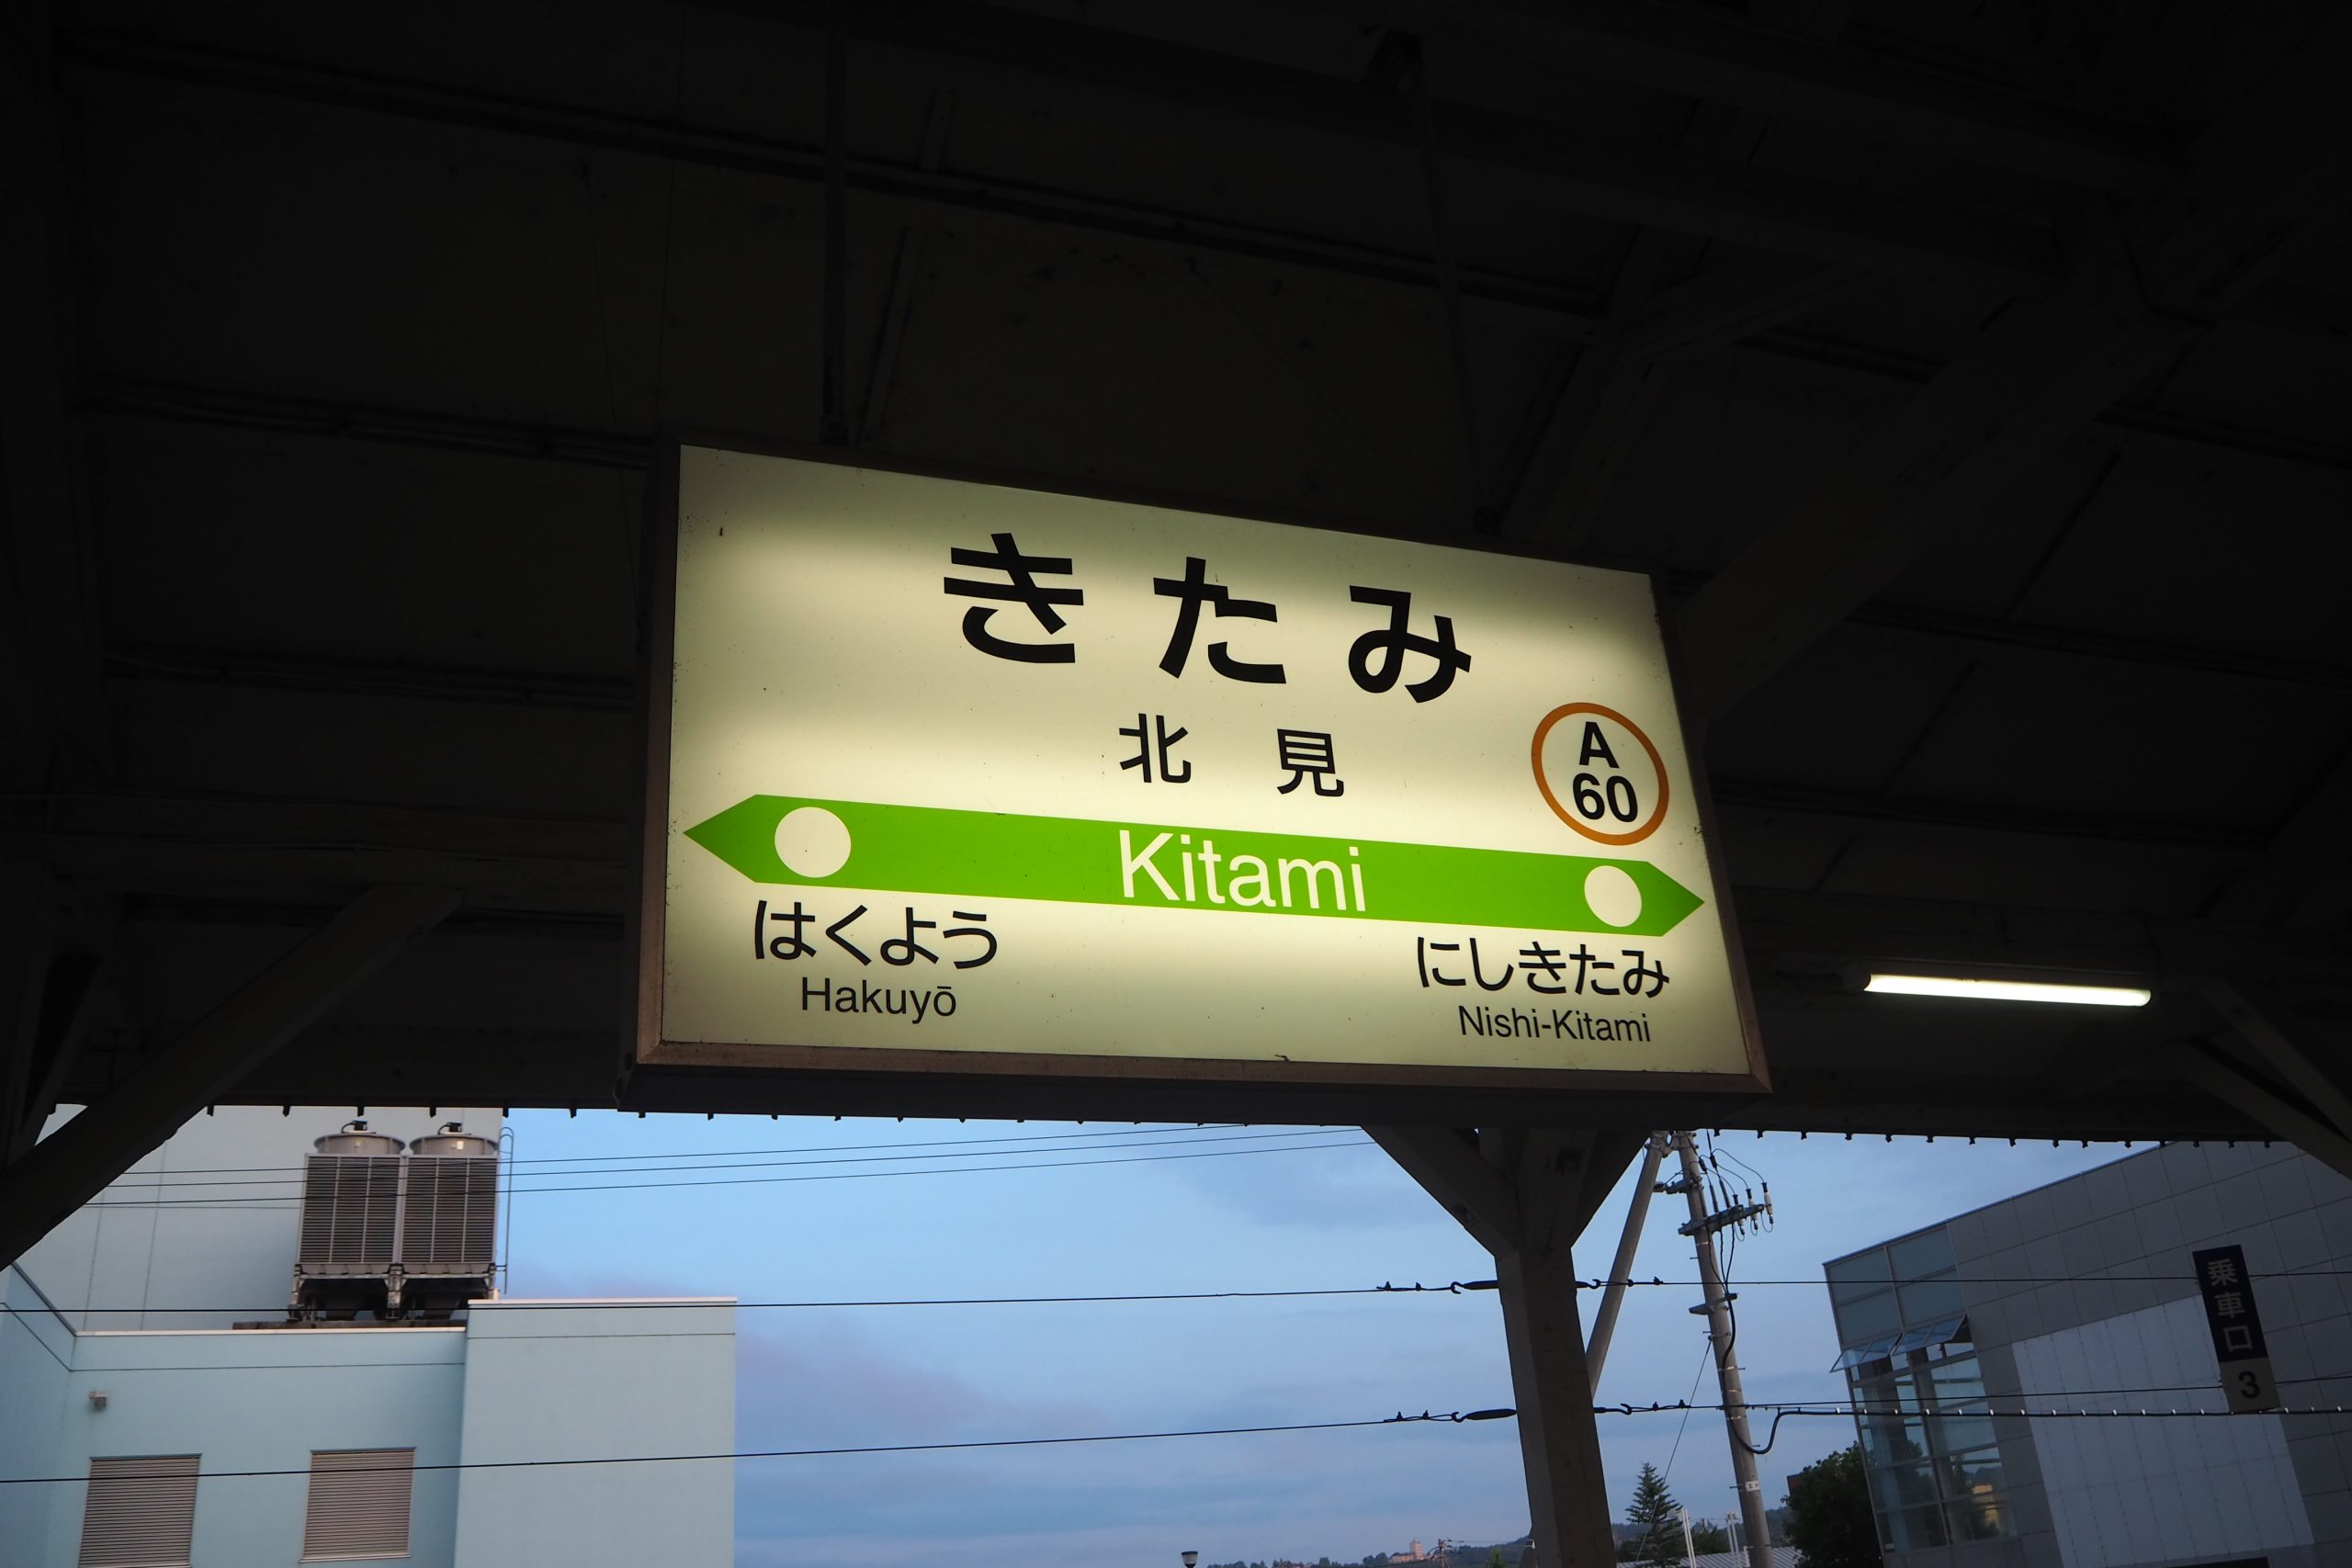 きたみ
北見
A
60
Kitami
はくよう
Hakuyō
にしきたみ
Nishi-Kitami
乗車口
3